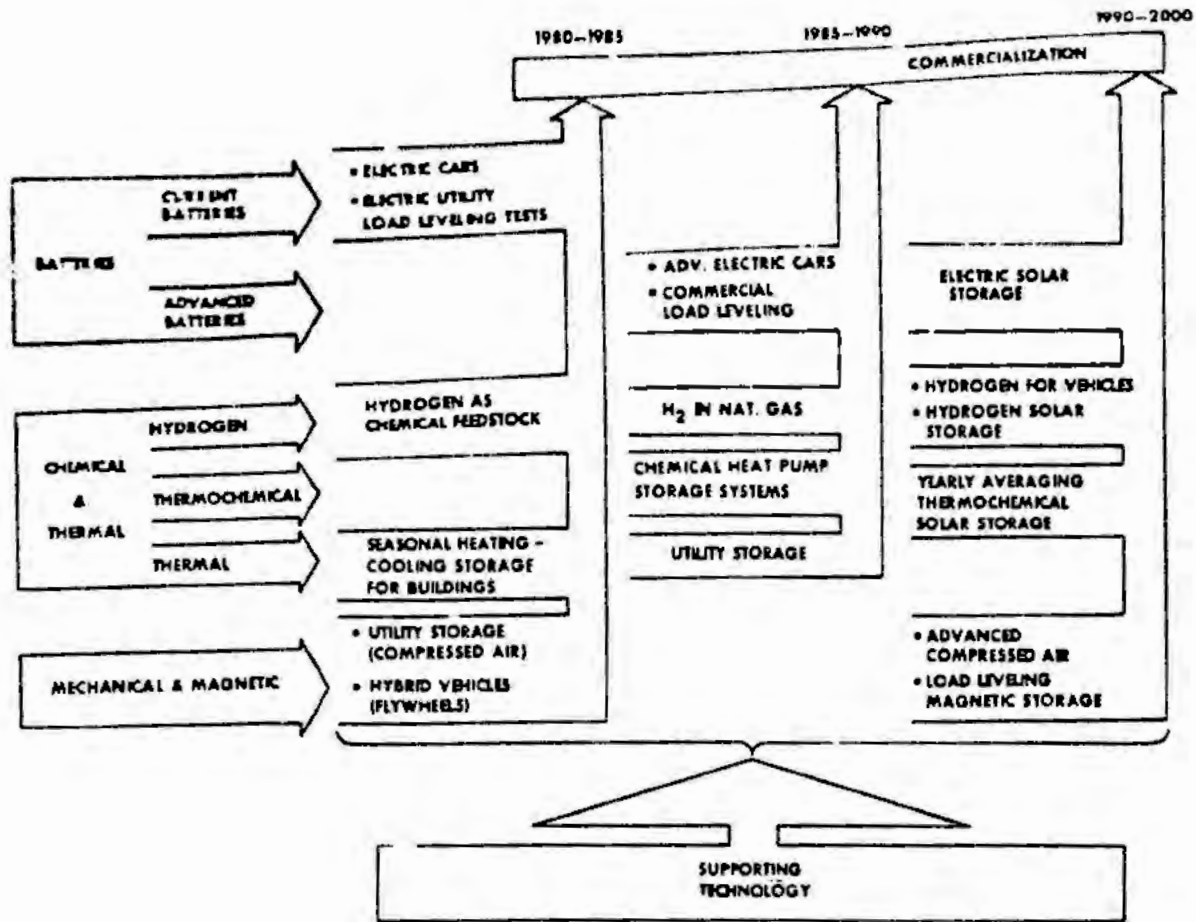 1980-1985
1985-1990
1990-2000
COMMERCIALIZATION
BATTERIES
CURRENT
BATTERIES
ADVANCED
BATTERIES
• ELECTRIC CARS
• ELECTRIC UTILITY
LOAD LEVELING TESTS
• ADV. ELECTRIC CARS
• COMMERCIAL
LOAD LEVELING
ELECTRIC SOLAR
STORAGE
CHEMICAL
&
THERMAL
HYDROGEN
THERMOCHEMICAL
THERMAL
HYDROGEN AS
CHEMICAL FEEDSTOCK
H₂ IN NAT. GAS
• HYDROGEN FOR VEHICLES
• HYDROGEN SOLAR
STORAGE
CHEMICAL HEAT PUMP
STORAGE SYSTEMS
YEARLY AVERAGING
THERMOCHEMICAL
SOLAR STORAGE
SEASONAL HEATING -
COOLING STORAGE
FOR BUILDINGS
UTILITY STORAGE
MECHANICAL & MAGNETIC
• UTILITY STORAGE
(COMPRESSED AIR)
• HYBRID VEHICLES
(FLYWHEELS)
• ADVANCED
COMPRESSED AIR
• LOAD LEVELING
MAGNETIC STORAGE
SUPPORTING
TECHNOLOGY